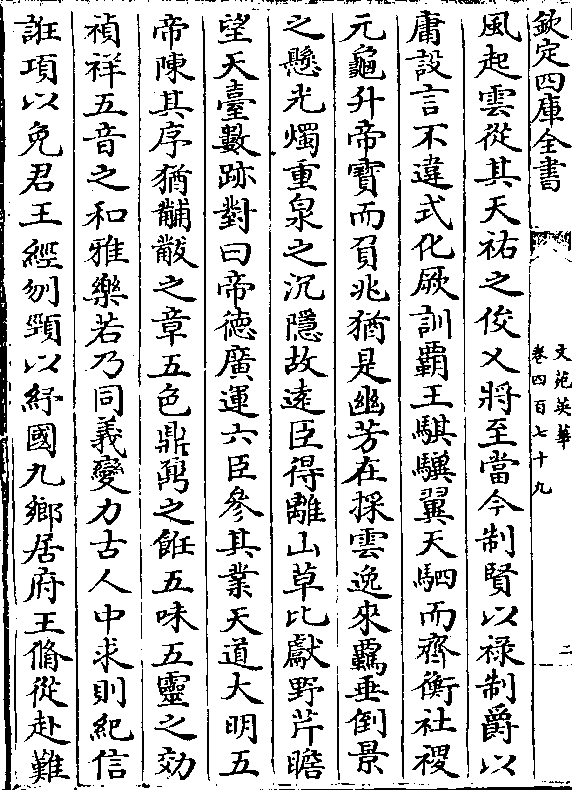 欽定四庫全書
文苑英華
卷四百七十九
二
風起雲從其天祐之俊乂將至當今制賢以祿制爵以
庸設言不違式化厥訓霸王騏驥翼天駟而齊衡社稷
元龜升帝寶而負兆猶是幽芳在採雲逸來羈垂倒景
之懸光燭重泉之沉隱故逺臣得離山草比獻野芹瞻
望天臺數跡對曰帝德廣運六臣參其業天道大明五
帝陳其序猶黼黻之章五色鼎鼐之飪五味五靈之効
禎祥五音之和雅樂若乃同義變力古人中求則紀信
誑項以免君王經刎頸以紓國九鄉居府王脩從赴難